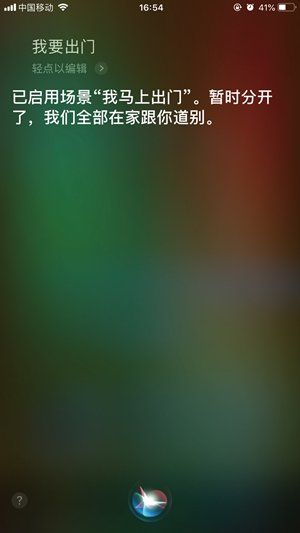 中国移动
16:54
41%
我要出门
轻点以编辑
已启用场景“我马上出门”。暂时分开
了，我们全部在家跟你道别。
?